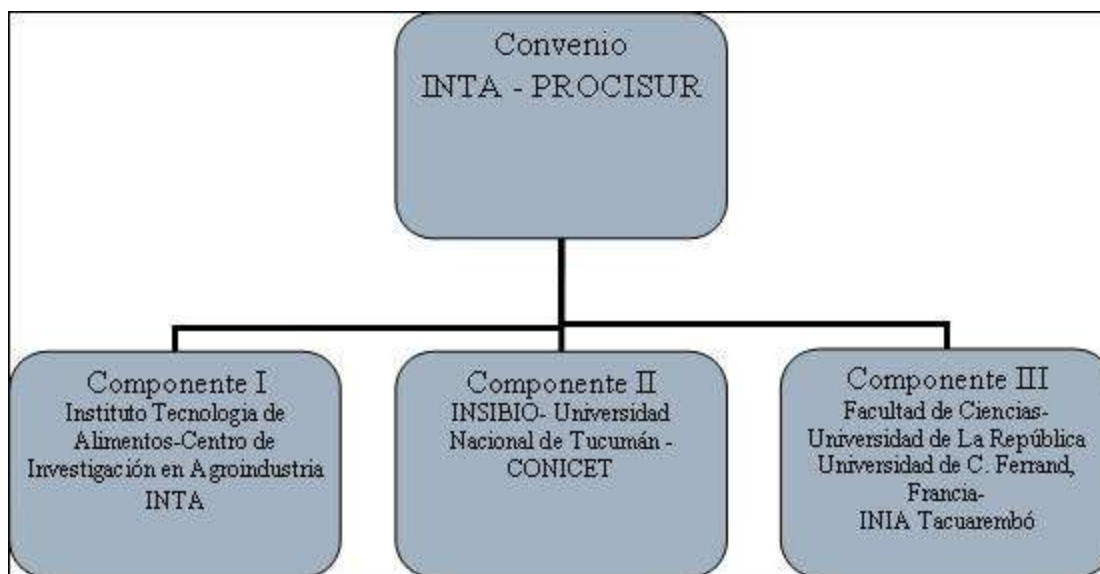 Convenio
INTA - PROCISUR
Componente I
Instituto Tecnologia de
Alimentos-Centro de
Investigación en Agroindustria
INTA
Componente II
INSIBIO- Universidad
Nacional de Tucumán -
CONICET
Componente III
Facultad de Ciencias-
Universidad de La República
Universidad de C. Ferrand,
Francia-
INIA Tacuarembó